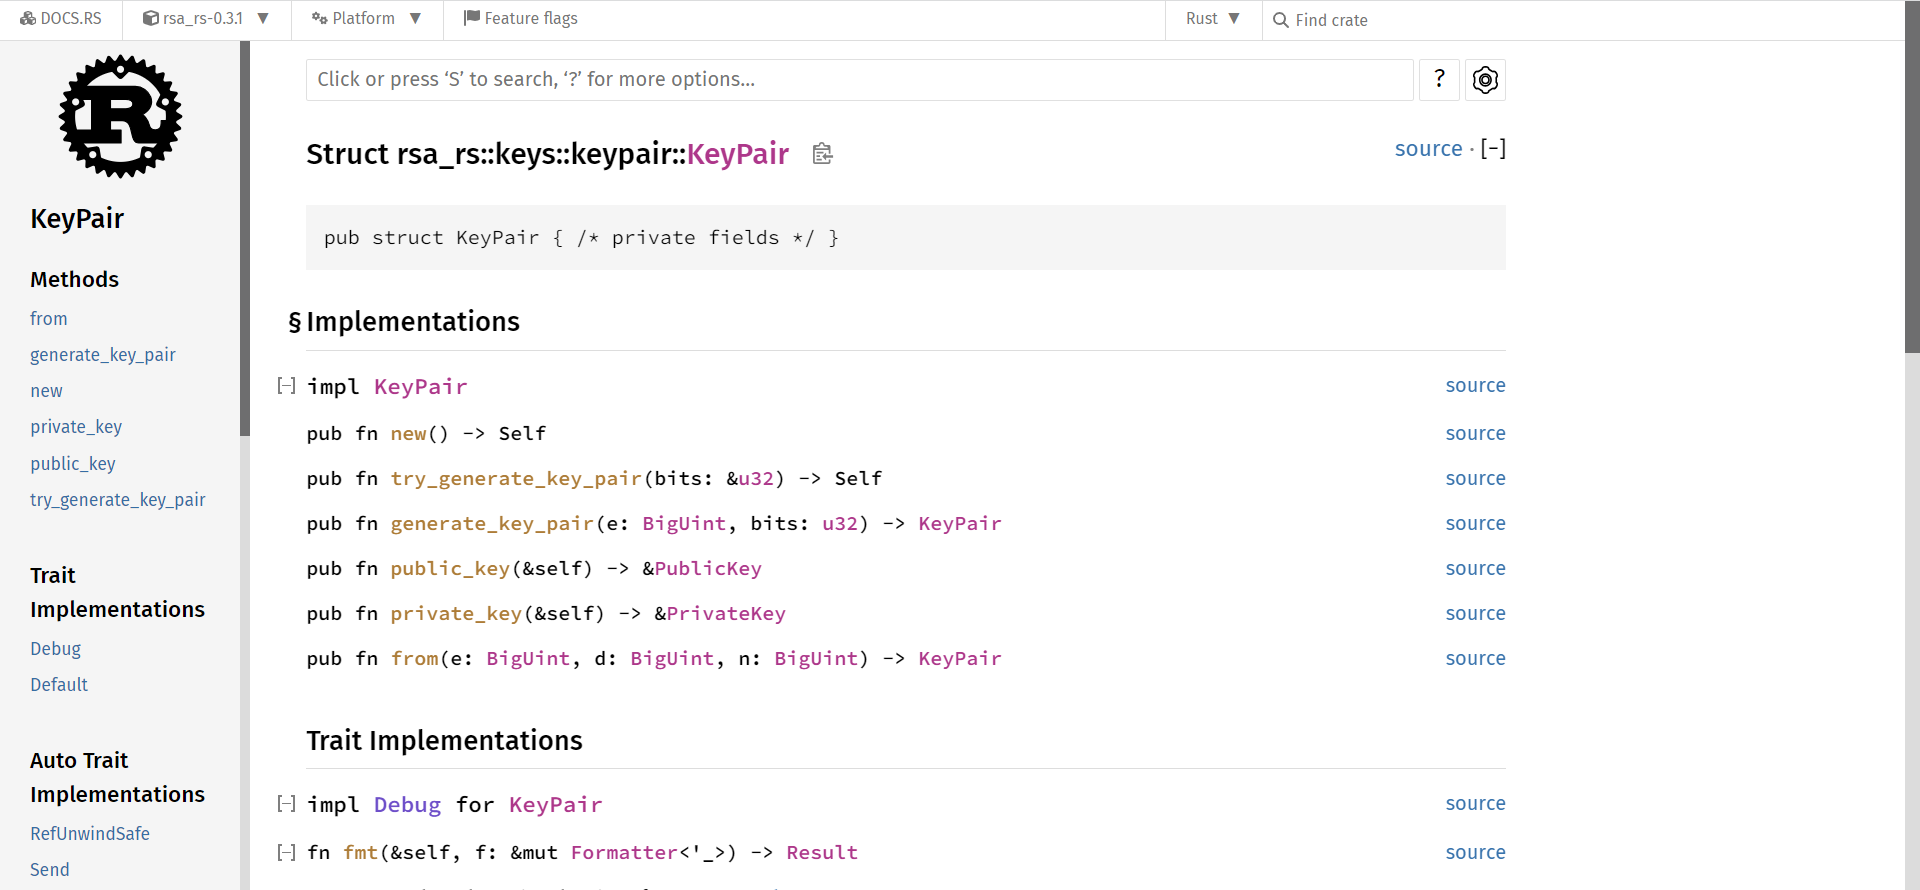 DOCS.RS rsa_rs-0.3.1 ▼ Platform ▼ Feature flags Rust ▼ Find crate
Click or press ‘S’ to search, ‘?’ for more options… ?
KeyPair
Methods
from
generate_key_pair
new
private_key
public_key
try_generate_key_pair
Trait
Implementations
Debug
Default
Auto Trait
Implementations
RefUnwindSafe
Send
Struct rsa_rs::keys::keypair::KeyPair source · [−]
pub struct KeyPair { /* private fields */ }
§ Implementations
[−] impl KeyPair source
pub fn new() -> Self source
pub fn try_generate_key_pair(bits: &u32) -> Self source
pub fn generate_key_pair(e: BigUint, bits: u32) -> KeyPair source
pub fn public_key(&self) -> &PublicKey source
pub fn private_key(&self) -> &PrivateKey source
pub fn from(e: BigUint, d: BigUint, n: BigUint) -> KeyPair source
Trait Implementations
[−] impl Debug for KeyPair source
[−] fn fmt(&self, f: &mut Formatter<'_>) -> Result source